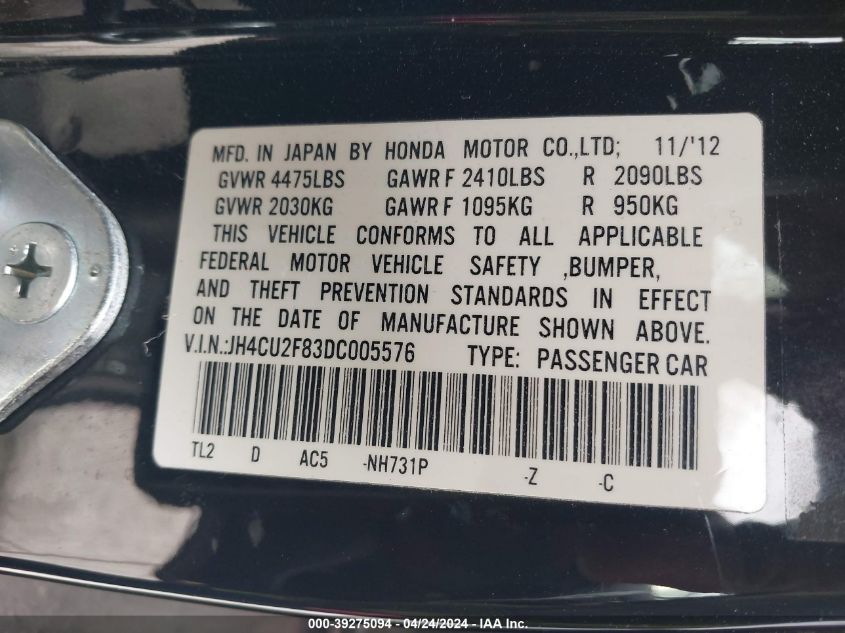 MFD. IN JAPAN BY HONDA MOTOR CO.,LTD; 11/'12
GVWR 4475LBS GAWR F 2410LBS R 2090LBS
GVWR 2030KG GAWR F 1095KG R 950KG
THIS VEHICLE CONFORMS TO ALL APPLICABLE
FEDERAL MOTOR VEHICLE SAFETY ,BUMPER,
AND THEFT PREVENTION STANDARDS IN EFFECT
ON THE DATE OF MANUFACTURE SHOWN ABOVE.
V.I.N.:JH4CU2F83DC005576 TYPE: PASSENGER CAR
TL2 D AC5 -NH731P -Z -C
000-39275094 - 04/24/2024 - IAA Inc.